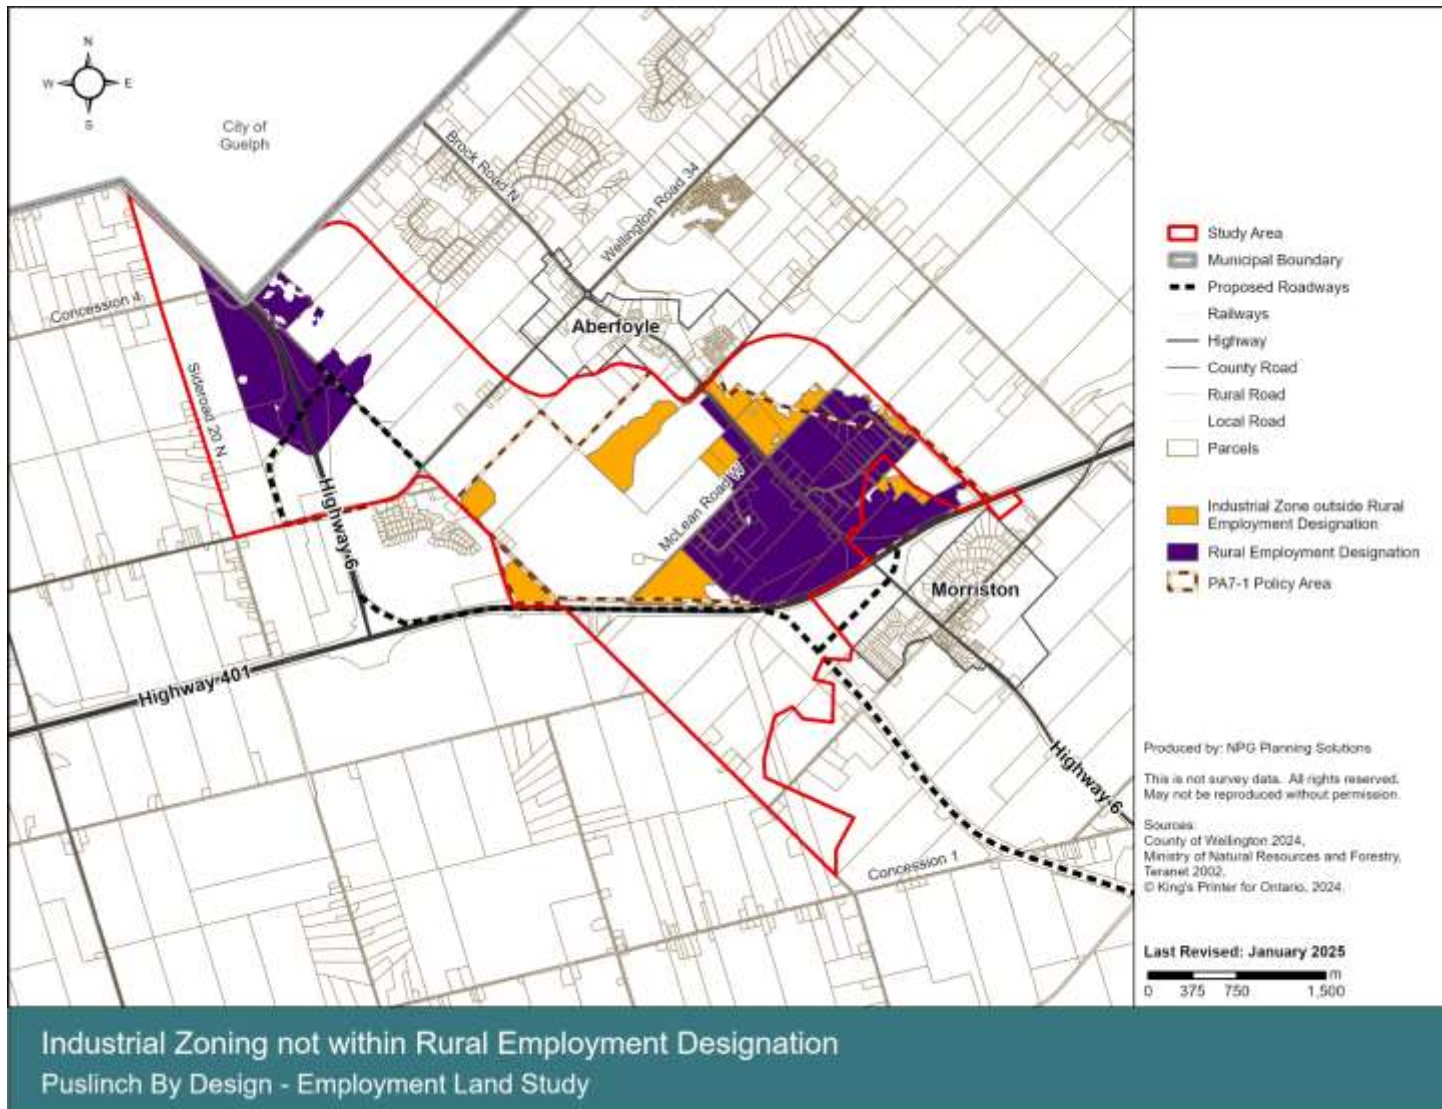 N
W
E
S
City of
Guelph
Brock Road N
Wellington Road 34
Concession 4
Aberfoyle
Sideroad 20 N
McLean Road W
Highway 6
Morriston
Highway 401
Highway 6
Concession 1
Study Area
Municipal Boundary
Proposed Roadways
Railways
Highway
County Road
Rural Road
Local Road
Parcels
Industrial Zone outside Rural
Employment Designation
Rural Employment Designation
PA7-1 Policy Area
Produced by: NPG Planning Solutions
This is not survey data. All rights reserved.
May not be reproduced without permission.
Sources:
County of Wellington 2024,
Ministry of Natural Resources and Forestry,
Teranet 2002.
© King's Printer for Ontario, 2024.
Last Revised: January 2025
m
0 375 750 1,500
Industrial Zoning not within Rural Employment Designation
Puslinch By Design - Employment Land Study